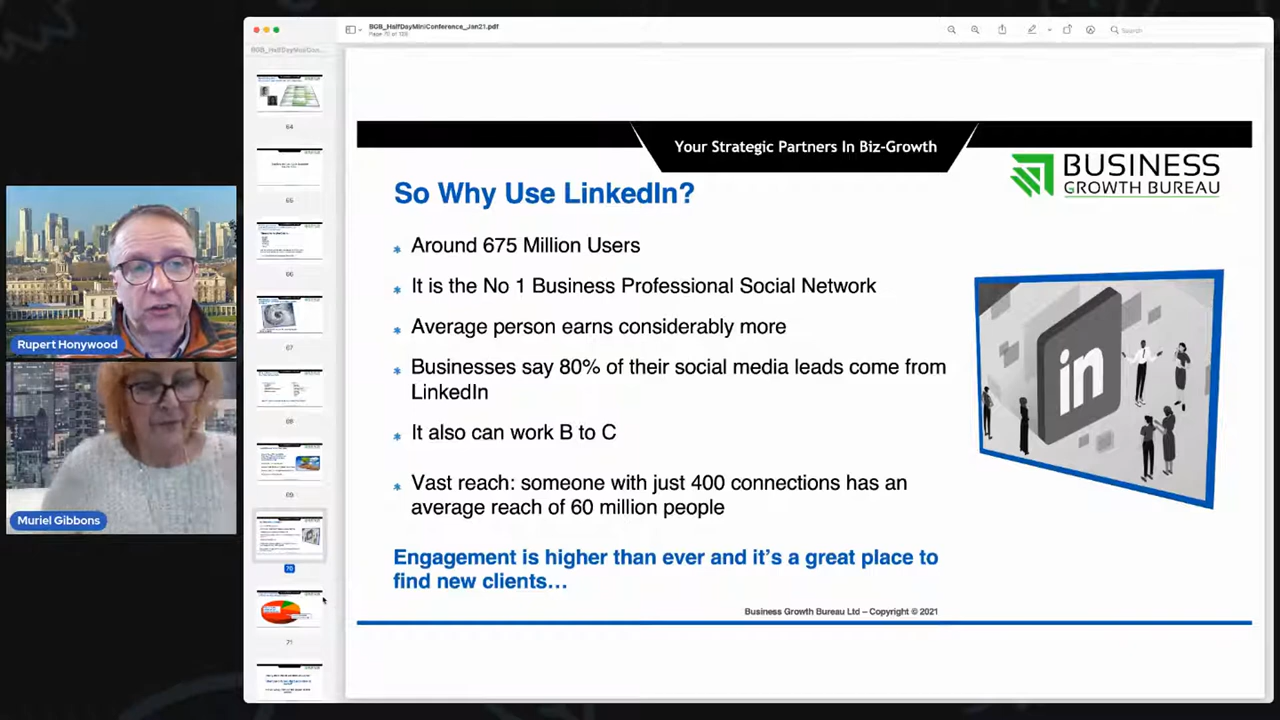 BGB_HalfDayMiniConference_Jan21.pdf
Search
64
65
66
67
68
69
70
71
Your Strategic Partners In Biz-Growth
BUSINESS
GROWTH BUREAU
So Why Use LinkedIn?
* Around 675 Million Users
* It is the No 1 Business Professional Social Network
* Average person earns considerably more
* Businesses say 80% of their social media leads come from
LinkedIn
* It also can work B to C
* Vast reach: someone with just 400 connections has an
average reach of 60 million people
Engagement is higher than ever and it's a great place to
find new clients…
Business Growth Bureau Ltd – Copyright © 2021
in
Rupert Honywood
Muriel Gibbons